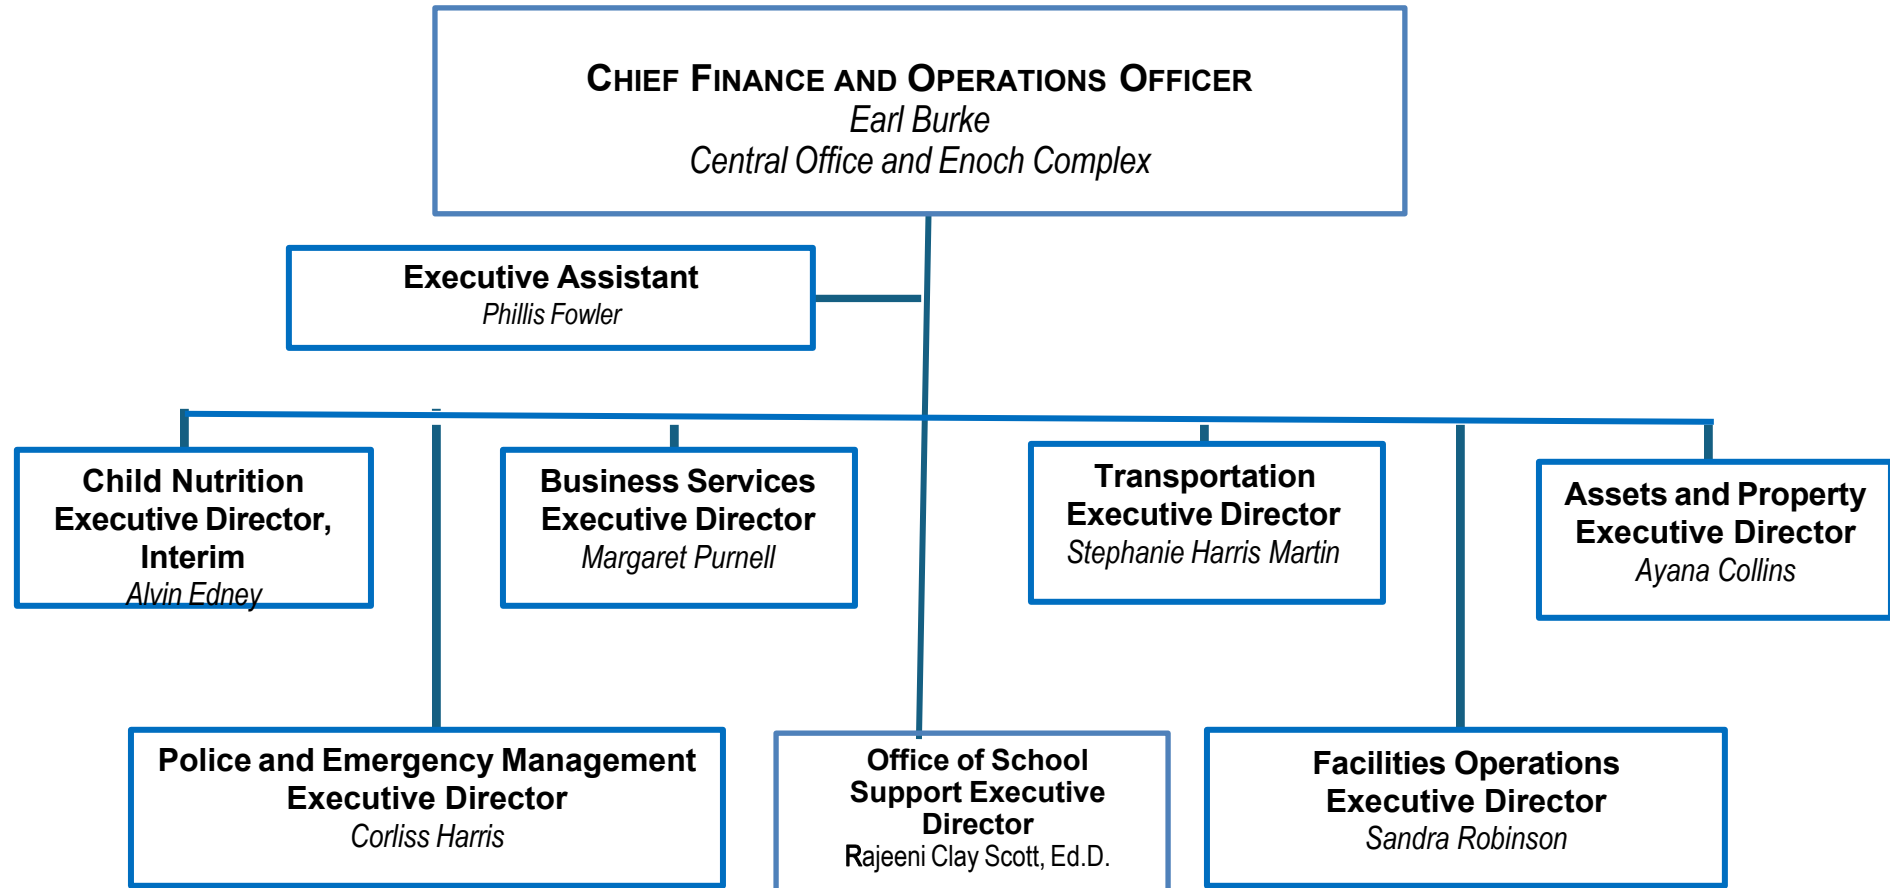 CHIEF FINANCE AND OPERATIONS OFFICER
Earl Burke
Central Office and Enoch Complex
Executive Assistant
Phillis Fowler
Child Nutrition
Executive Director,
Interim
Alvin Edney
Business Services
Executive Director
Margaret Purnell
Transportation
Executive Director
Stephanie Harris Martin
Assets and Property
Executive Director
Ayana Collins
Police and Emergency Management
Executive Director
Corliss Harris
Office of School
Support Executive
Director
Rajeeni Clay Scott, Ed.D.
Facilities Operations
Executive Director
Sandra Robinson